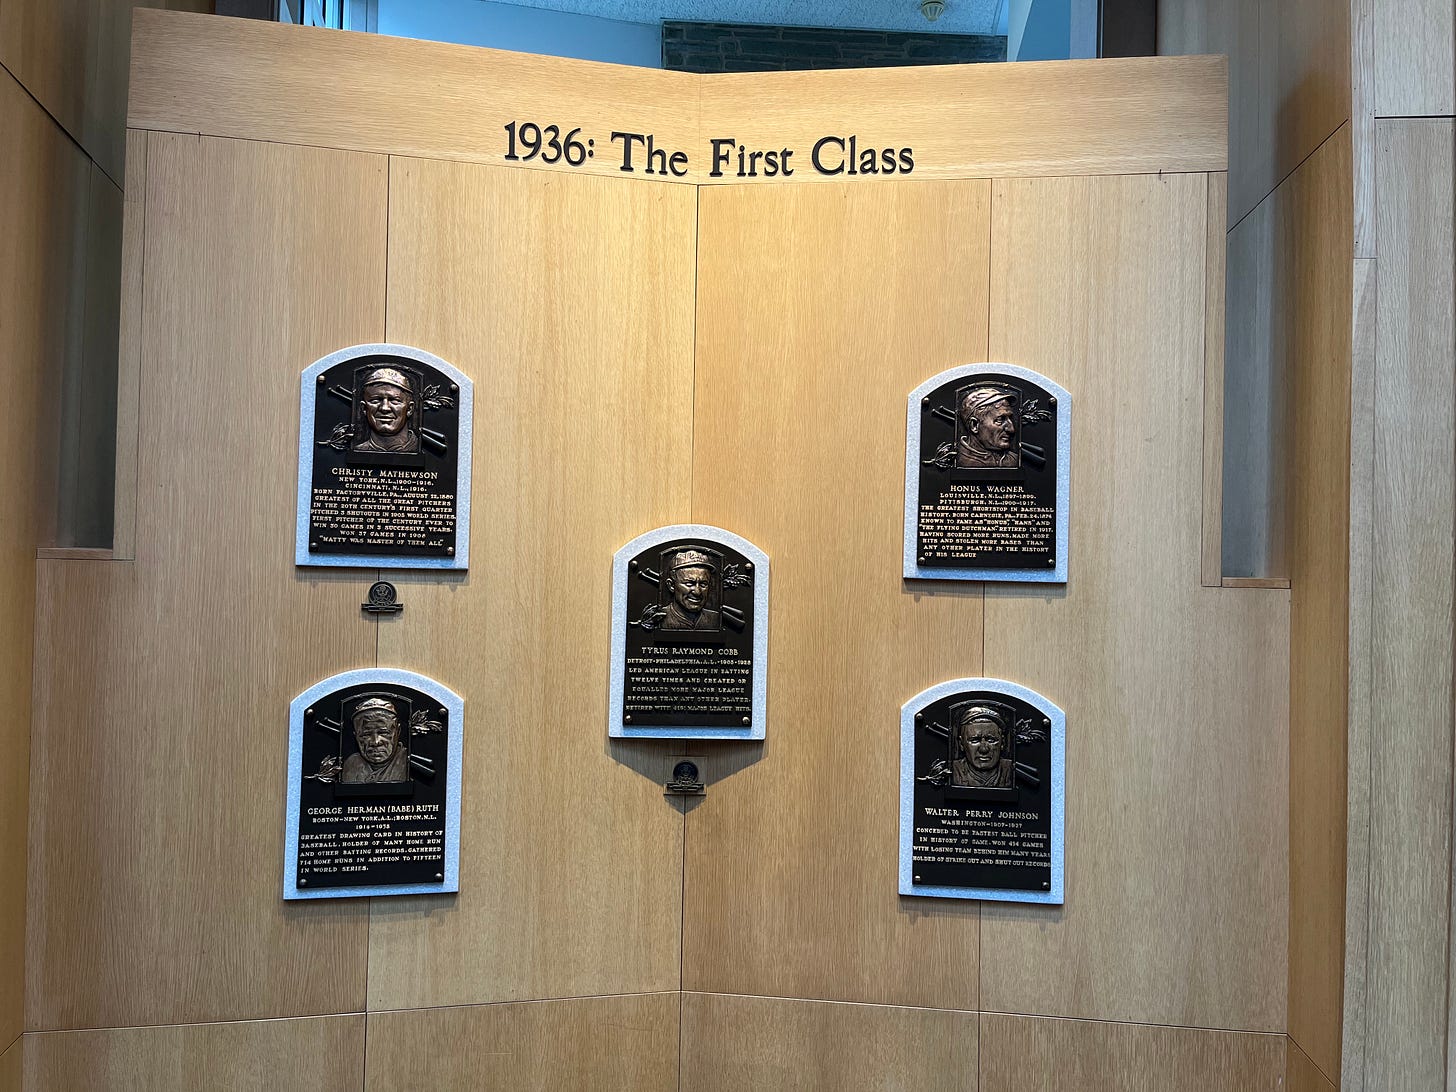 1936: The First Class
CHRISTY MATHEWSON
NEW YORK, N.L., 1900-1916.
CINCINNATI, N.L., 1916.
BORN FACTORYVILLE, PA., AUGUST 12, 1880
GREATEST OF ALL THE GREAT PITCHERS
IN THE 20TH CENTURY'S FIRST QUARTER
PITCHED 3 SHUTOUTS IN 1905 WORLD SERIES.
FIRST PITCHER OF THE CENTURY EVER TO
WIN 30 GAMES IN 3 SUCCESSIVE YEARS.
WON 37 GAMES IN 1908
"MATTY WAS MASTER OF THEM ALL"
HONUS WAGNER
LOUISVILLE, N.L., 1897-1899.
PITTSBURGH, N.L., 1900-1917.
THE GREATEST SHORTSTOP IN BASEBALL
HISTORY. BORN CARNEGIE, PA., FEB. 24, 1874
KNOWN TO FAME AS "HONUS", "HANS" AND
"THE FLYING DUTCHMAN." RETIRED IN 1917,
HAVING SCORED MORE RUNS, MADE MORE
HITS AND STOLEN MORE BASES THAN
ANY OTHER PLAYER IN THE HISTORY
OF HIS LEAGUE
TYRUS RAYMOND COBB
DETROIT-PHILADELPHIA, A.L.-1905-1928
LED AMERICAN LEAGUE IN BATTING
TWELVE TIMES AND CREATED OR
EQUALLED MORE MAJOR LEAGUE
RECORDS THAN ANY OTHER PLAYER.
RETIRED WITH 4191 MAJOR LEAGUE HITS.
GEORGE HERMAN (BABE) RUTH
BOSTON-NEW YORK, A.L.; BOSTON, N.L.
1914-1935
GREATEST DRAWING CARD IN HISTORY OF
BASEBALL. HOLDER OF MANY HOME RUN
AND OTHER BATTING RECORDS. GATHERED
714 HOME RUNS IN ADDITION TO FIFTEEN
IN WORLD SERIES.
WALTER PERRY JOHNSON
WASHINGTON-1907-1927
CONCEDED TO BE FASTEST BALL PITCHER
IN HISTORY OF GAME. WON 414 GAMES
WITH LOSING TEAM BEHIND HIM MANY YEARS.
HOLDER OF STRIKE OUT AND SHUT OUT RECORDS.